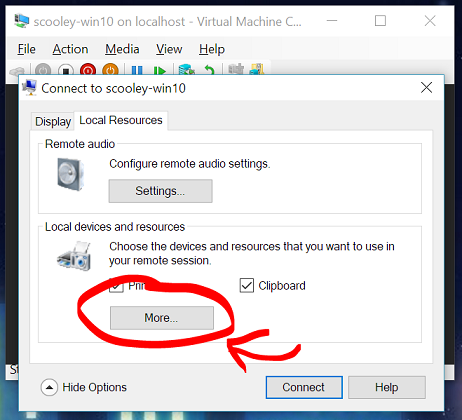 scooley-win10 on localhost - Virtual Machine C...
File Action Media View Help
Connect to scooley-win10
Display Local Resources
Remote audio
Configure remote audio settings.
Settings...
Local devices and resources
Choose the devices and resources that you want to use in
your remote session.
Clipboard
More...
Hide Options
Connect Help